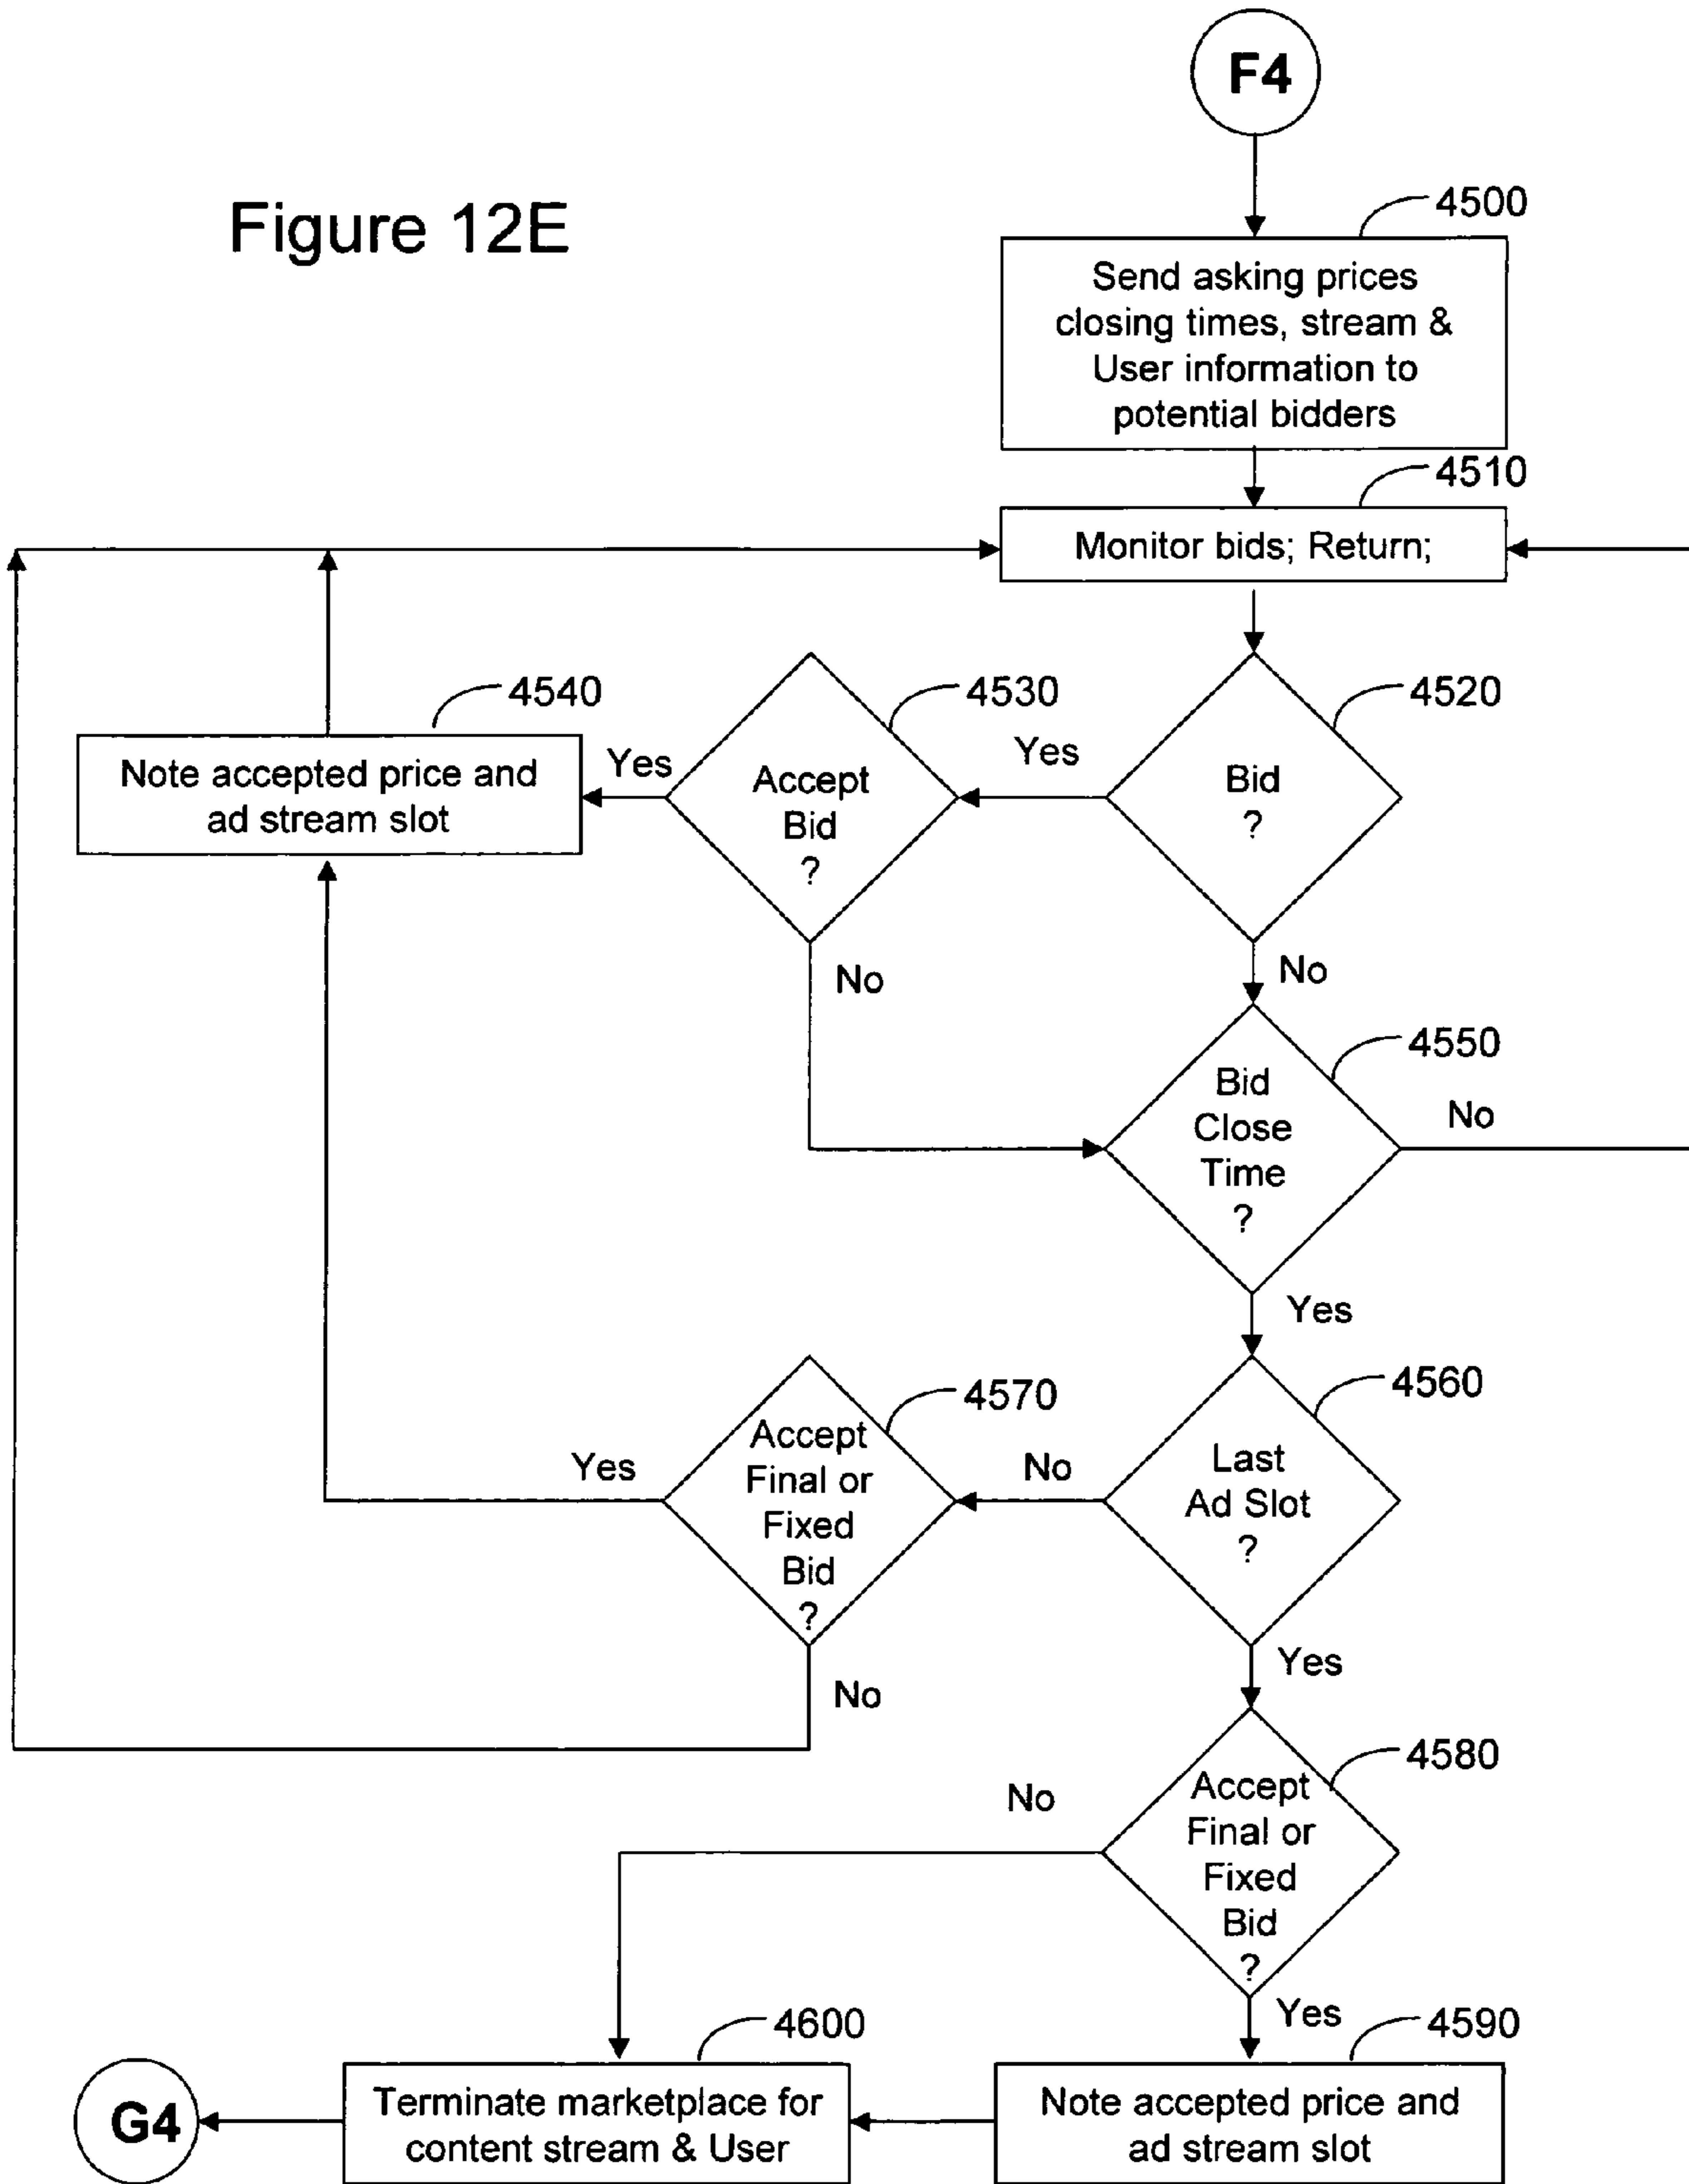 F4
Figure 12E
4500
Send asking prices
closing times, stream &
User information to
potential bidders
4510
Monitor bids; Return;
4540
4530
4520
Note accepted price and
ad stream slot
Yes
Accept
Bid
?
Yes
Bid
?
No
No
4550
Bid
Close
Time
?
No
Yes
4570
4560
Accept
Final or
Fixed
Bid
?
Yes
No
Last
Ad Slot
?
No
Yes
4580
No
Accept
Final or
Fixed
Bid
?
Yes
4600
4590
G4
Terminate marketplace for
content stream & User
Note accepted price and
ad stream slot